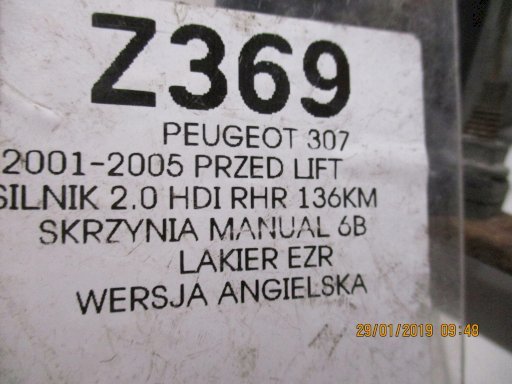 Z369
PEUGEOT 307
2001-2005 PRZED LIFT
SILNIK 2.0 HDI RHR 136KM
SKRZYNIA MANUAL 6B
LAKIER EZR
WERSJA ANGIELSKA
29/01/2019 09:48